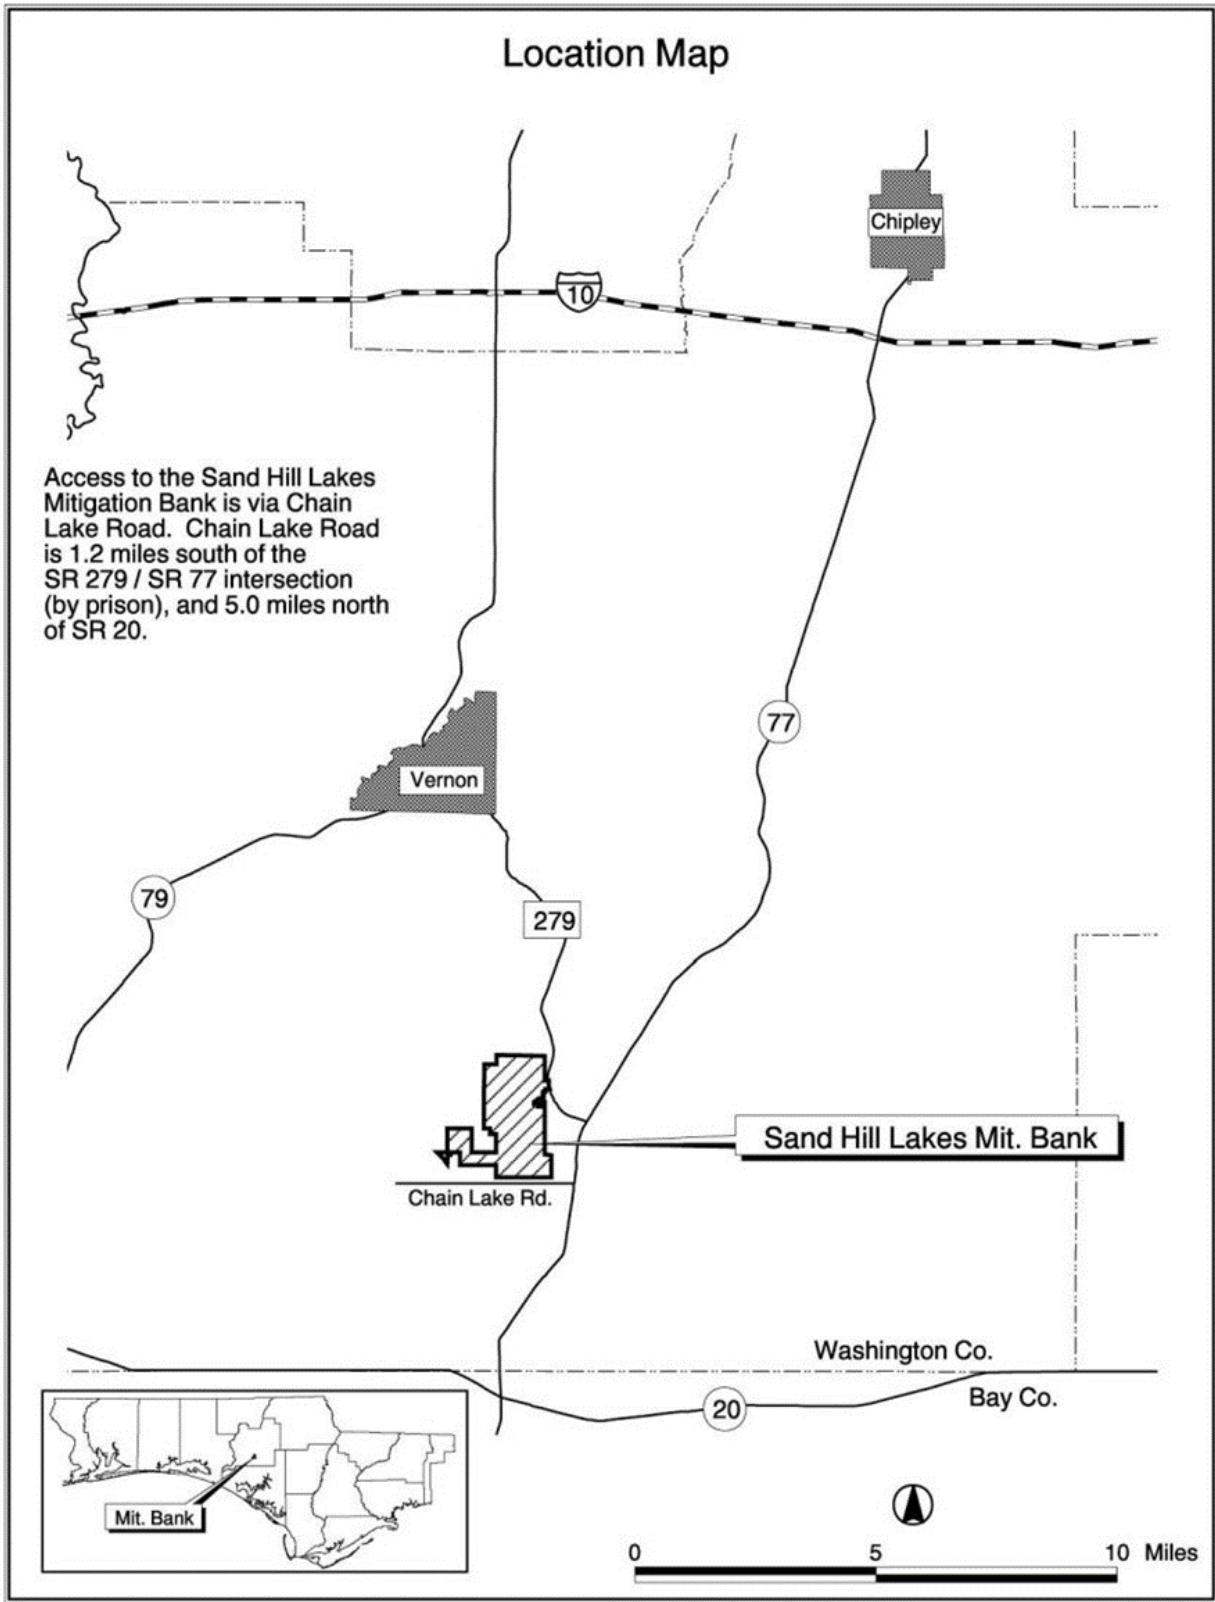 Location Map
Chipley
10
Access to the Sand Hill Lakes
Mitigation Bank is via Chain
Lake Road.  Chain Lake Road
is 1.2 miles south of the
SR 279 / SR 77 intersection
(by prison), and 5.0 miles north
of SR 20.
77
Vernon
79
279
Sand Hill Lakes Mit. Bank
Chain Lake Rd.
Washington Co.
Bay Co.
20
Mit. Bank
0 5 10 Miles